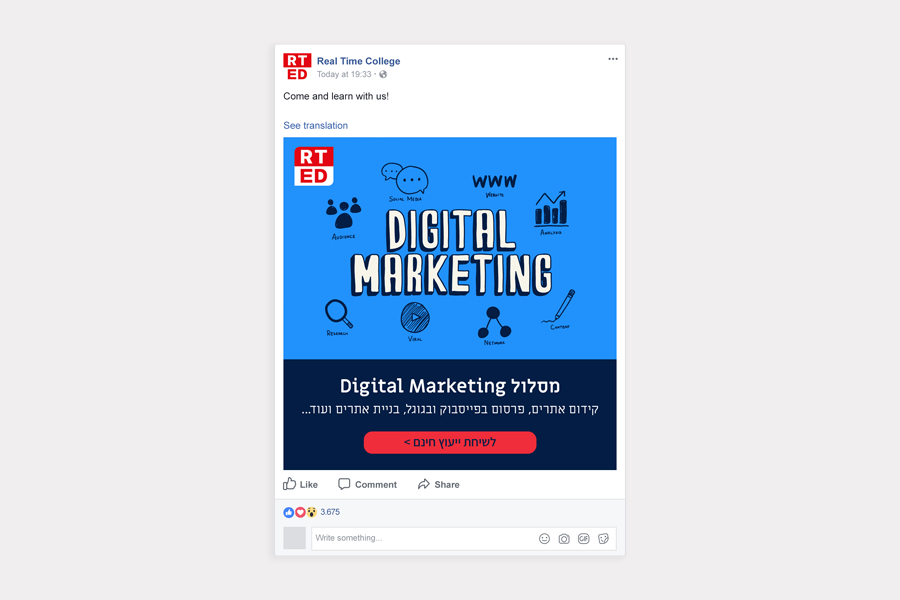 RT
ED
Real Time College
Today at 19:33
Come and learn with us!
See translation
RT
ED
SOCIAL MEDIA
WWW
WEBSITE
AUDIENCE
ANALYSIS
DIGITAL
MARKETING
RESEARCH
VIRAL
NETWORK
CONTENT
מסלול Digital Marketing
קידום אתרים, פרסום בפייסבוק ובגוגל, בניית אתרים ועוד...
לשיחת ייעוץ חינם >
Like
Comment
Share
3.675
Write something...
GIF